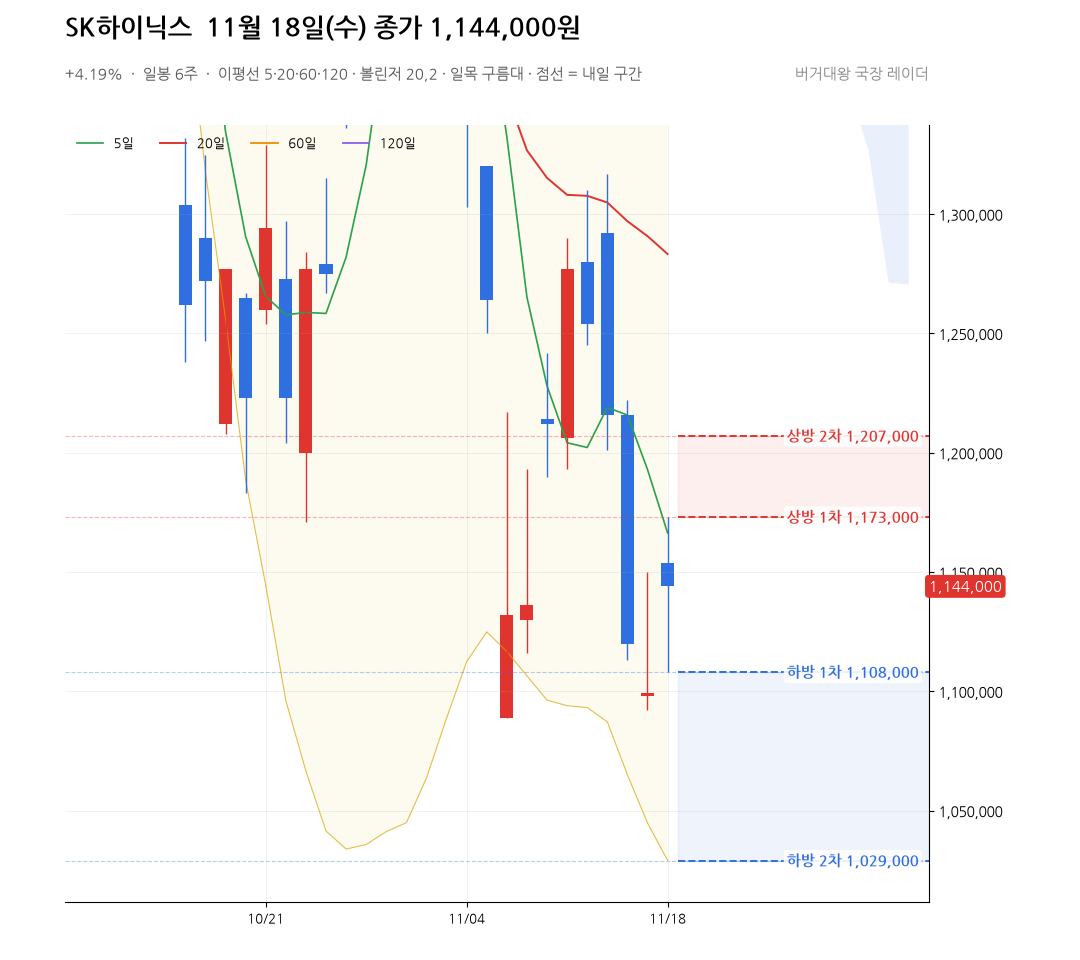 SK하이닉스 11월 18일(수) 종가 1,144,000원
+4.19% · 일봉 6주 · 이평선 5·20·60·120 · 볼린저 20,2 · 일목 구름대 · 점선 = 내일 구간
버거대왕 국장 레이더
5일 20일 60일 120일
1,300,000
1,250,000
상방 2차 1,207,000
1,200,000
상방 1차 1,173,000
1,150,000
1,144,000
하방 1차 1,108,000
1,100,000
1,050,000
하방 2차 1,029,000
10/21 11/04 11/18